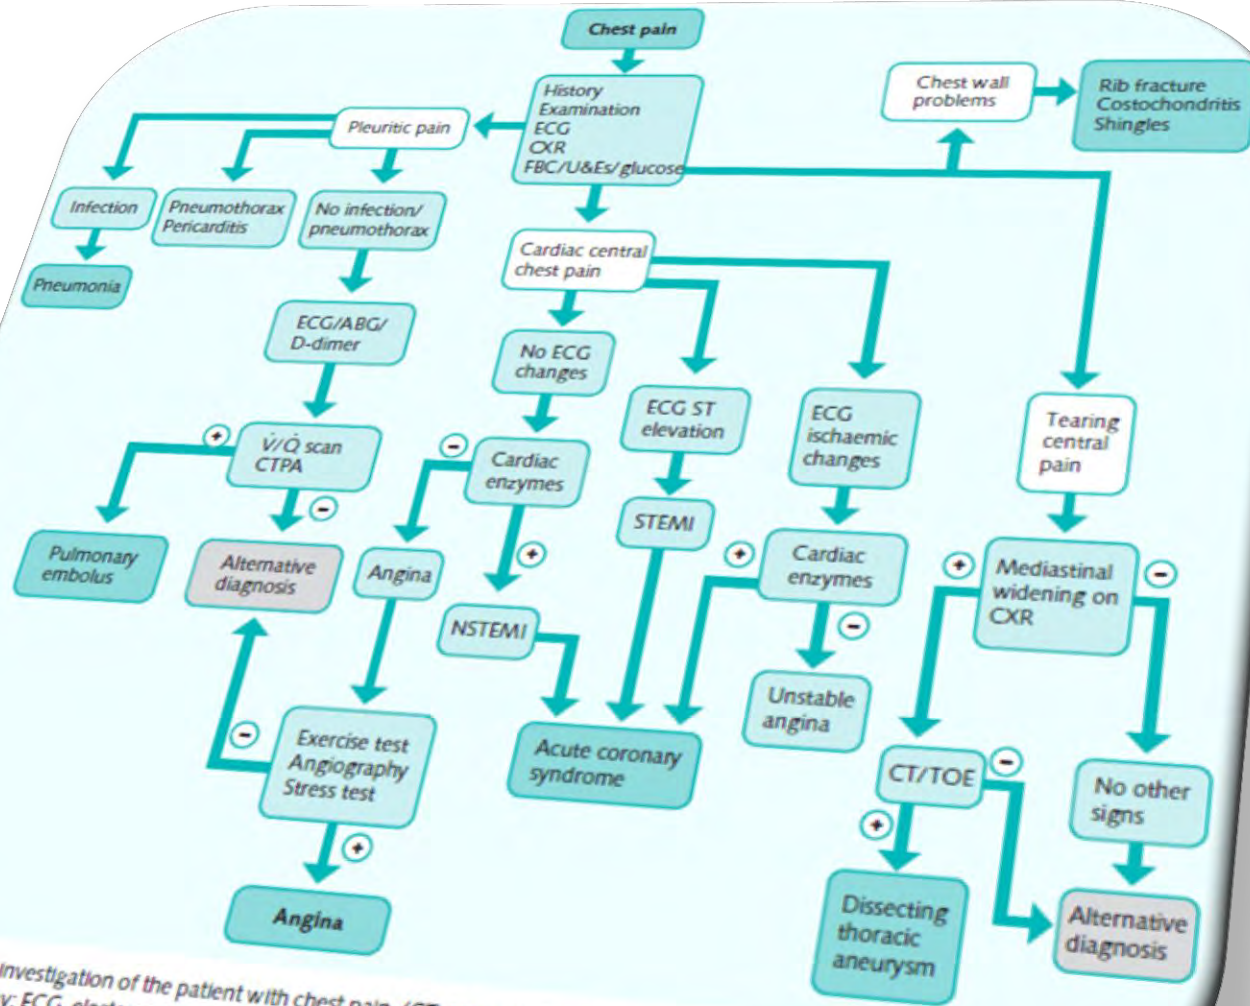 Chest pain
History
Examination
ECG
CXR
FBC/U&Es/glucose
Chest wall
problems
Rib fracture
Costochondritis
Shingles
Pleuritic pain
Infection
Pneumothorax
Pericarditis
No infection/
pneumothorax
Pneumonia
Cardiac central
chest pain
ECG/ABG/
D-dimer
No ECG
changes
ECG ST
elevation
ECG
ischaemic
changes
Tearing
central
pain
+
V̇/Q̇ scan
CTPA
−
−
Cardiac
enzymes
+
STEMI
+
Cardiac
enzymes
−
+
Mediastinal
widening on
CXR
−
Pulmonary
embolus
Alternative
diagnosis
Angina
NSTEMI
Unstable
angina
−
Exercise test
Angiography
Stress test
+
Acute coronary
syndrome
CT/TOE
−
+
No other
signs
Angina
Dissecting
thoracic
aneurysm
Alternative
diagnosis
investigation of the patient with chest pain.